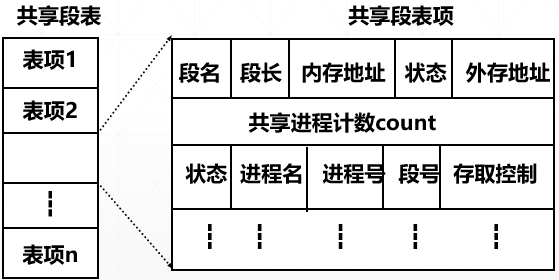 共享段表
共享段表项
表项1
表项2
表项n
段名 段长 内存地址 状态 外存地址
共享进程计数count
状态 进程名 进程号 段号 存取控制